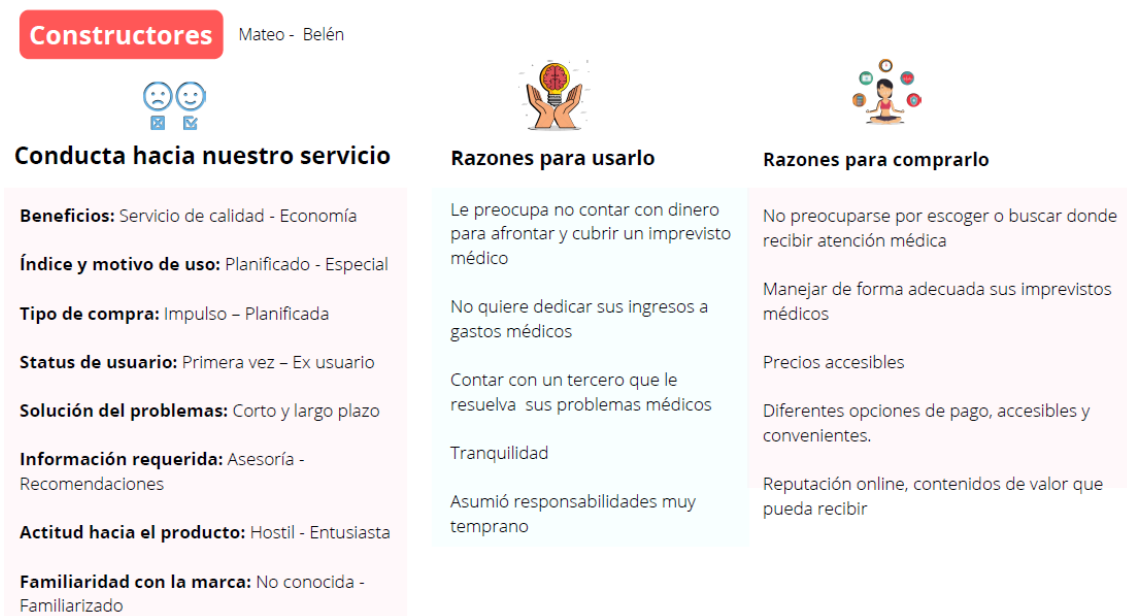 Constructores
Mateo - Belén
Conducta hacia nuestro servicio
Beneficios: Servicio de calidad - Economía
Índice y motivo de uso: Planificado - Especial
Tipo de compra: Impulso – Planificada
Status de usuario: Primera vez – Ex usuario
Solución del problemas: Corto y largo plazo
Información requerida: Asesoría -
Recomendaciones
Actitud hacia el producto: Hostil - Entusiasta
Familiaridad con la marca: No conocida -
Familiarizado
Razones para usarlo
Le preocupa no contar con dinero
para afrontar y cubrir un imprevisto
médico
No quiere dedicar sus ingresos a
gastos médicos
Contar con un tercero que le
resuelva sus problemas médicos
Tranquilidad
Asumió responsabilidades muy
temprano
Razones para comprarlo
No preocuparse por escoger o buscar donde
recibir atención médica
Manejar de forma adecuada sus imprevistos
médicos
Precios accesibles
Diferentes opciones de pago, accesibles y
convenientes.
Reputación online, contenidos de valor que
pueda recibir